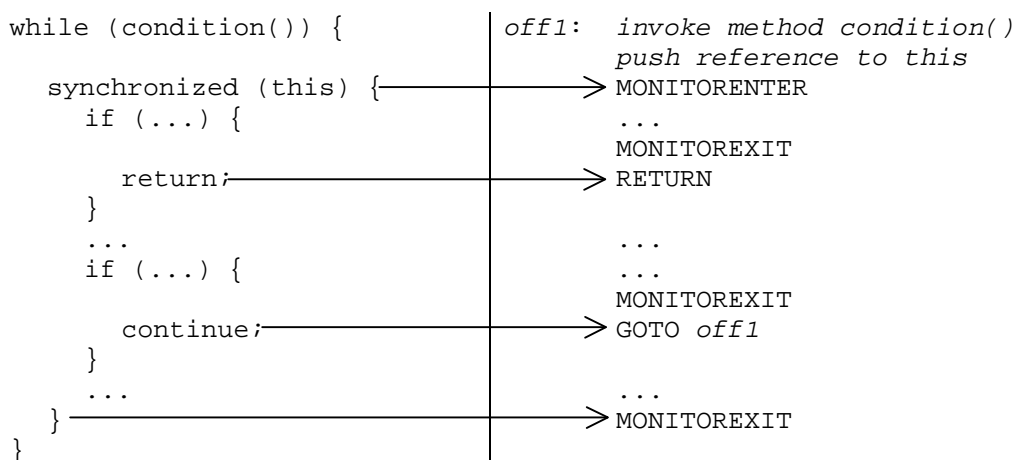 while (condition()) { off1: invoke method condition()
push reference to this
synchronized (this) { MONITORENTER
if (...) { ...
MONITOREXIT
return; RETURN
}
... ...
if (...) { ...
MONITOREXIT
continue; GOTO off1
}
... ...
} MONITOREXIT
}